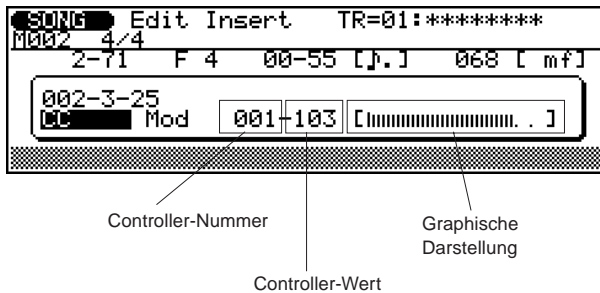 SONG Edit Insert TR=01:********
M002 4/4
2-71 F 4 00-55 [♪.] 068 [ mf]
002-3-25
CC Mod 001-103 [||||||||||||||||||||||||. . ]
Controller-Nummer
Graphische
Darstellung
Controller-Wert